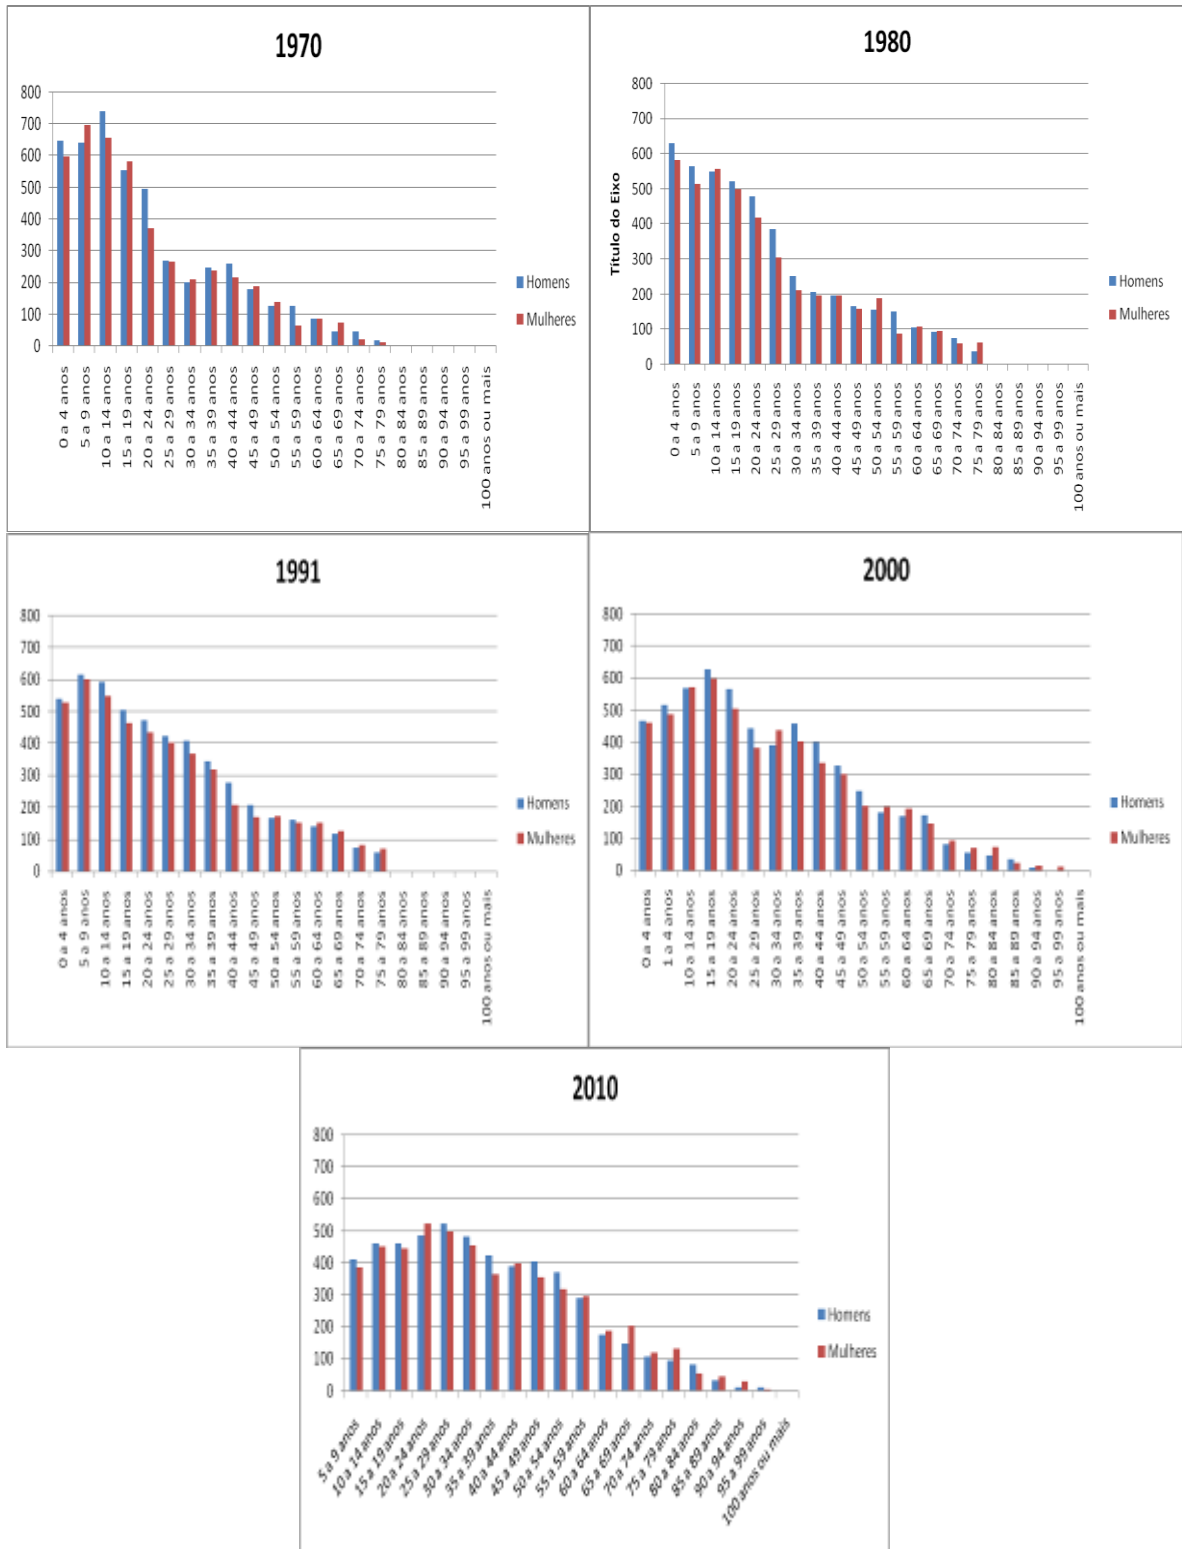 1970
800
700
600
500
400
300
200
100
0
0 a 4 anos
5 a 9 anos
10 a 14 anos
15 a 19 anos
20 a 24 anos
25 a 29 anos
30 a 34 anos
35 a 39 anos
40 a 44 anos
45 a 49 anos
50 a 54 anos
55 a 59 anos
60 a 64 anos
65 a 69 anos
70 a 74 anos
75 a 79 anos
80 a 84 anos
85 a 89 anos
90 a 94 anos
95 a 99 anos
100 anos ou mais
Homens
Mulheres
1980
Título do Eixo
800
700
600
500
400
300
200
100
0
0 a 4 anos
5 a 9 anos
10 a 14 anos
15 a 19 anos
20 a 24 anos
25 a 29 anos
30 a 34 anos
35 a 39 anos
40 a 44 anos
45 a 49 anos
50 a 54 anos
55 a 59 anos
60 a 64 anos
65 a 69 anos
70 a 74 anos
75 a 79 anos
80 a 84 anos
85 a 89 anos
90 a 94 anos
95 a 99 anos
100 anos ou mais
Homens
Mulheres
1991
800
700
600
500
400
300
200
100
0
0 a 4 anos
5 a 9 anos
10 a 14 anos
15 a 19 anos
20 a 24 anos
25 a 29 anos
30 a 34 anos
35 a 39 anos
40 a 44 anos
45 a 49 anos
50 a 54 anos
55 a 59 anos
60 a 64 anos
65 a 69 anos
70 a 74 anos
75 a 79 anos
80 a 84 anos
85 a 89 anos
90 a 94 anos
95 a 99 anos
100 anos ou mais
Homens
Mulheres
2000
800
700
600
500
400
300
200
100
0
0 a 4 anos
1 a 4 anos
10 a 14 anos
15 a 19 anos
20 a 24 anos
25 a 29 anos
30 a 34 anos
35 a 39 anos
40 a 44 anos
45 a 49 anos
50 a 54 anos
55 a 59 anos
60 a 64 anos
65 a 69 anos
70 a 74 anos
75 a 79 anos
80 a 84 anos
85 a 89 anos
90 a 94 anos
95 a 99 anos
100 anos ou mais
Homens
Mulheres
2010
800
700
600
500
400
300
200
100
0
5 a 9 anos
10 a 14 anos
15 a 19 anos
20 a 24 anos
25 a 29 anos
30 a 34 anos
35 a 39 anos
40 a 44 anos
45 a 49 anos
50 a 54 anos
55 a 59 anos
60 a 64 anos
65 a 69 anos
70 a 74 anos
75 a 79 anos
80 a 84 anos
85 a 89 anos
90 a 94 anos
95 a 99 anos
100 anos ou mais
Homens
Mulheres